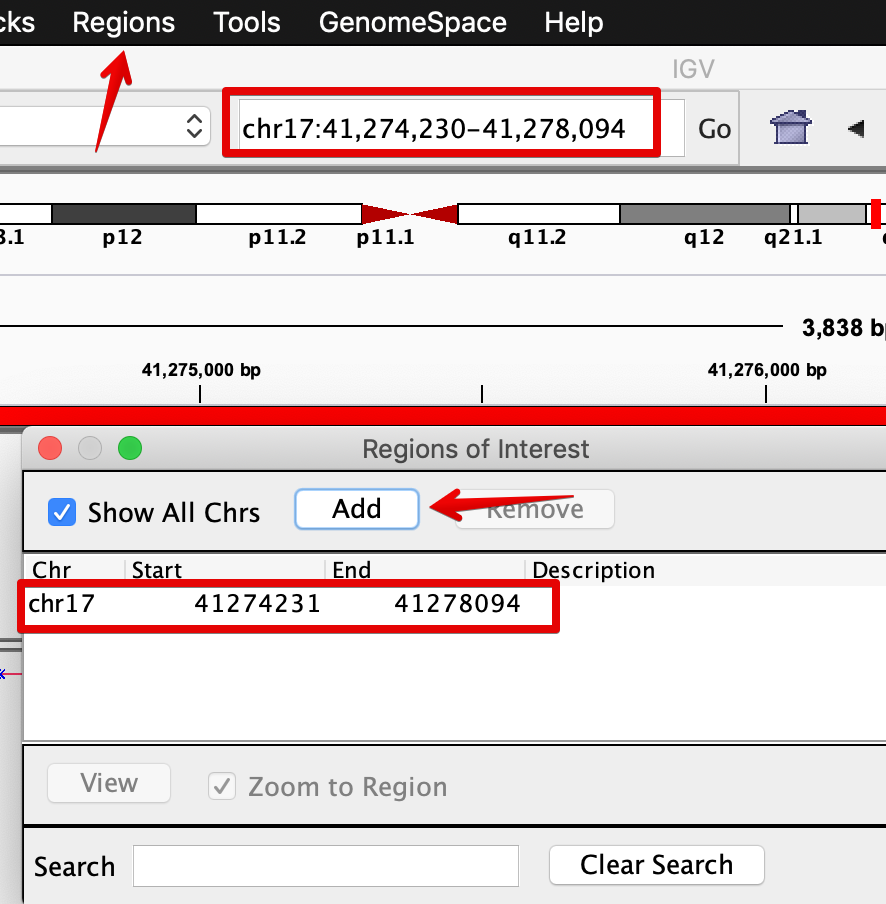 cks Regions Tools GenomeSpace Help
IGV
chr17:41,274,230-41,278,094 Go
3.1 p12 p11.2 p11.1 q11.2 q12 q21.1
3,838 bp
41,275,000 bp 41,276,000 bp
Regions of Interest
Show All Chrs Add Remove
Chr Start End Description
chr17 41274231 41278094
View Zoom to Region
Search Clear Search